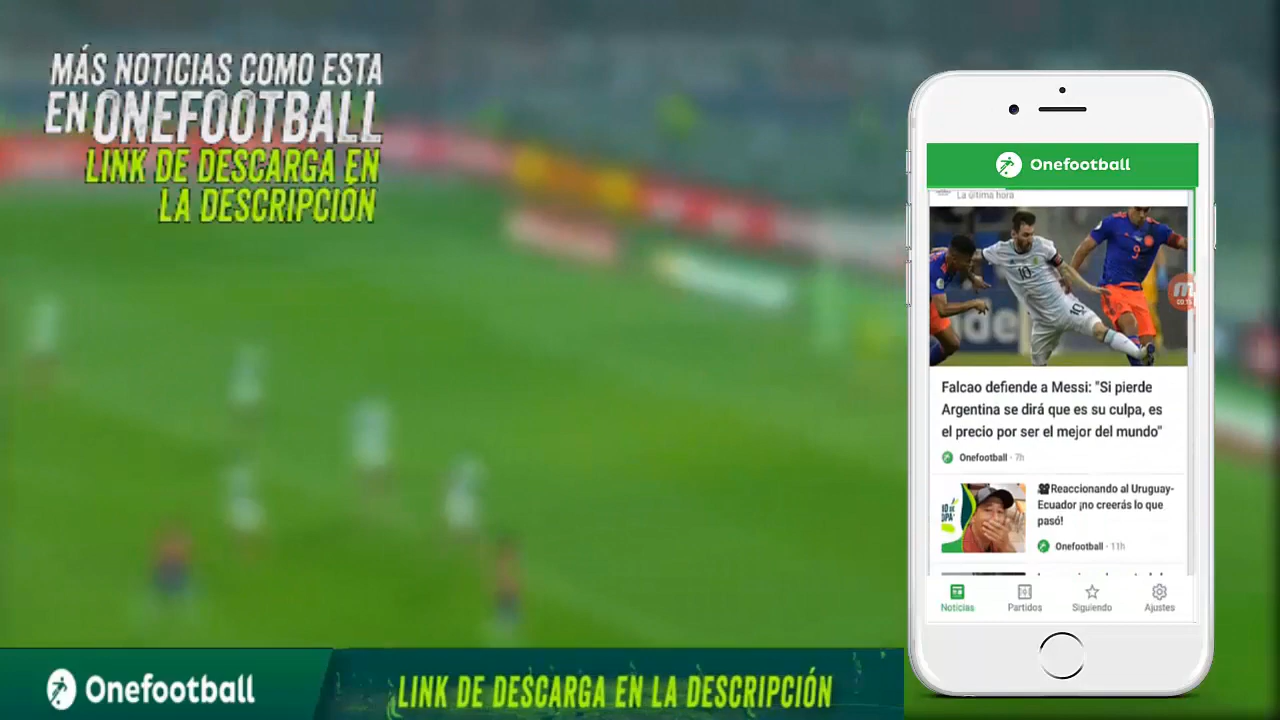 MÁS NOTICIAS COMO ESTA
EN ONEFOOTBALL
LINK DE DESCARGA EN
LA DESCRIPCIÓN
Onefootball
La última hora
10
10
9
Falcao defiende a Messi: "Si pierde
Argentina se dirá que es su culpa, es
el precio por ser el mejor del mundo"
Onefootball · 7h
Reaccionando al Uruguay-
Ecuador ¡no creerás lo que
pasó!
Onefootball · 11h
Noticias
Partidos
Siguiendo
Ajustes
Onefootball
LINK DE DESCARGA EN LA DESCRIPCIÓN